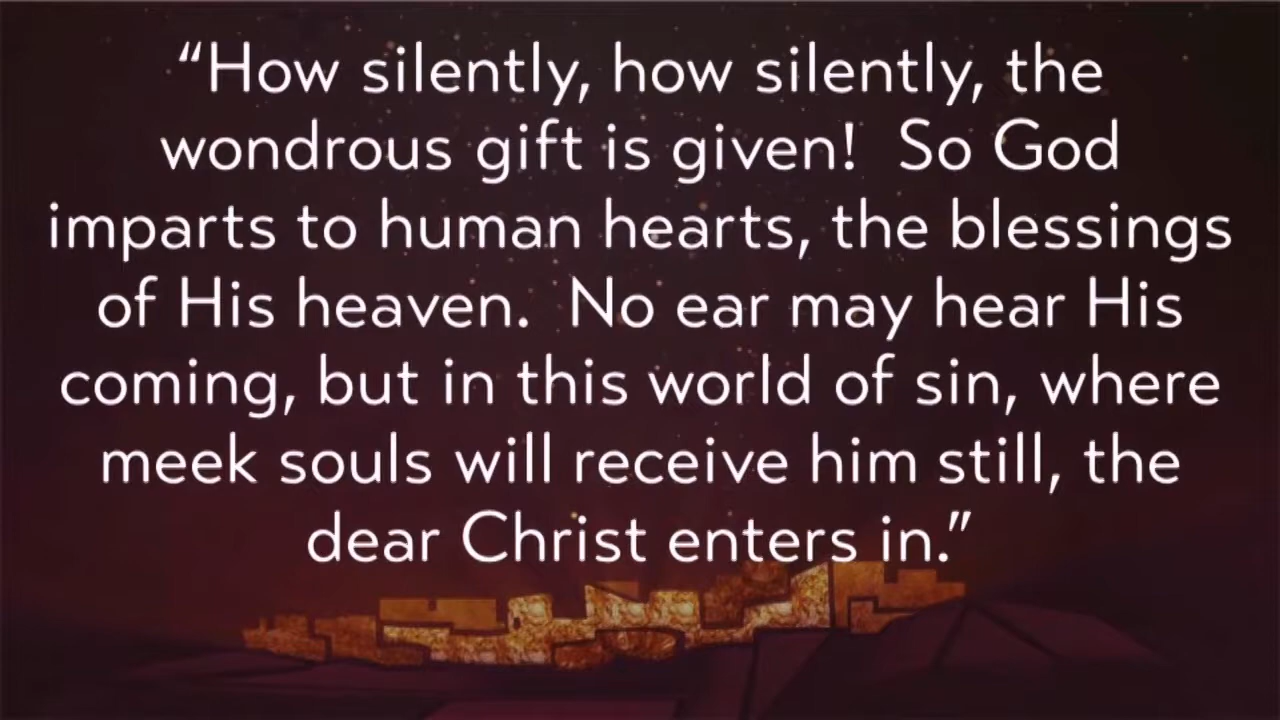 “How silently, how silently, the
wondrous gift is given!  So God
imparts to human hearts, the blessings
of His heaven.  No ear may hear His
coming, but in this world of sin, where
meek souls will receive him still, the
dear Christ enters in.”